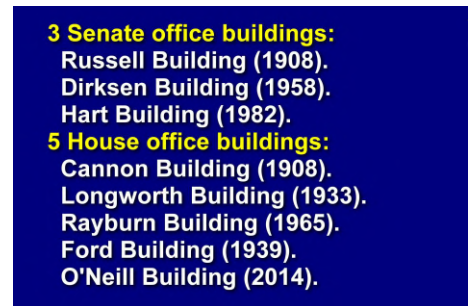 3 Senate office buildings:
Russell Building (1908).
Dirksen Building (1958).
Hart Building (1982).
5 House office buildings:
Cannon Building (1908).
Longworth Building (1933).
Rayburn Building (1965).
Ford Building (1939).
O'Neill Building (2014).